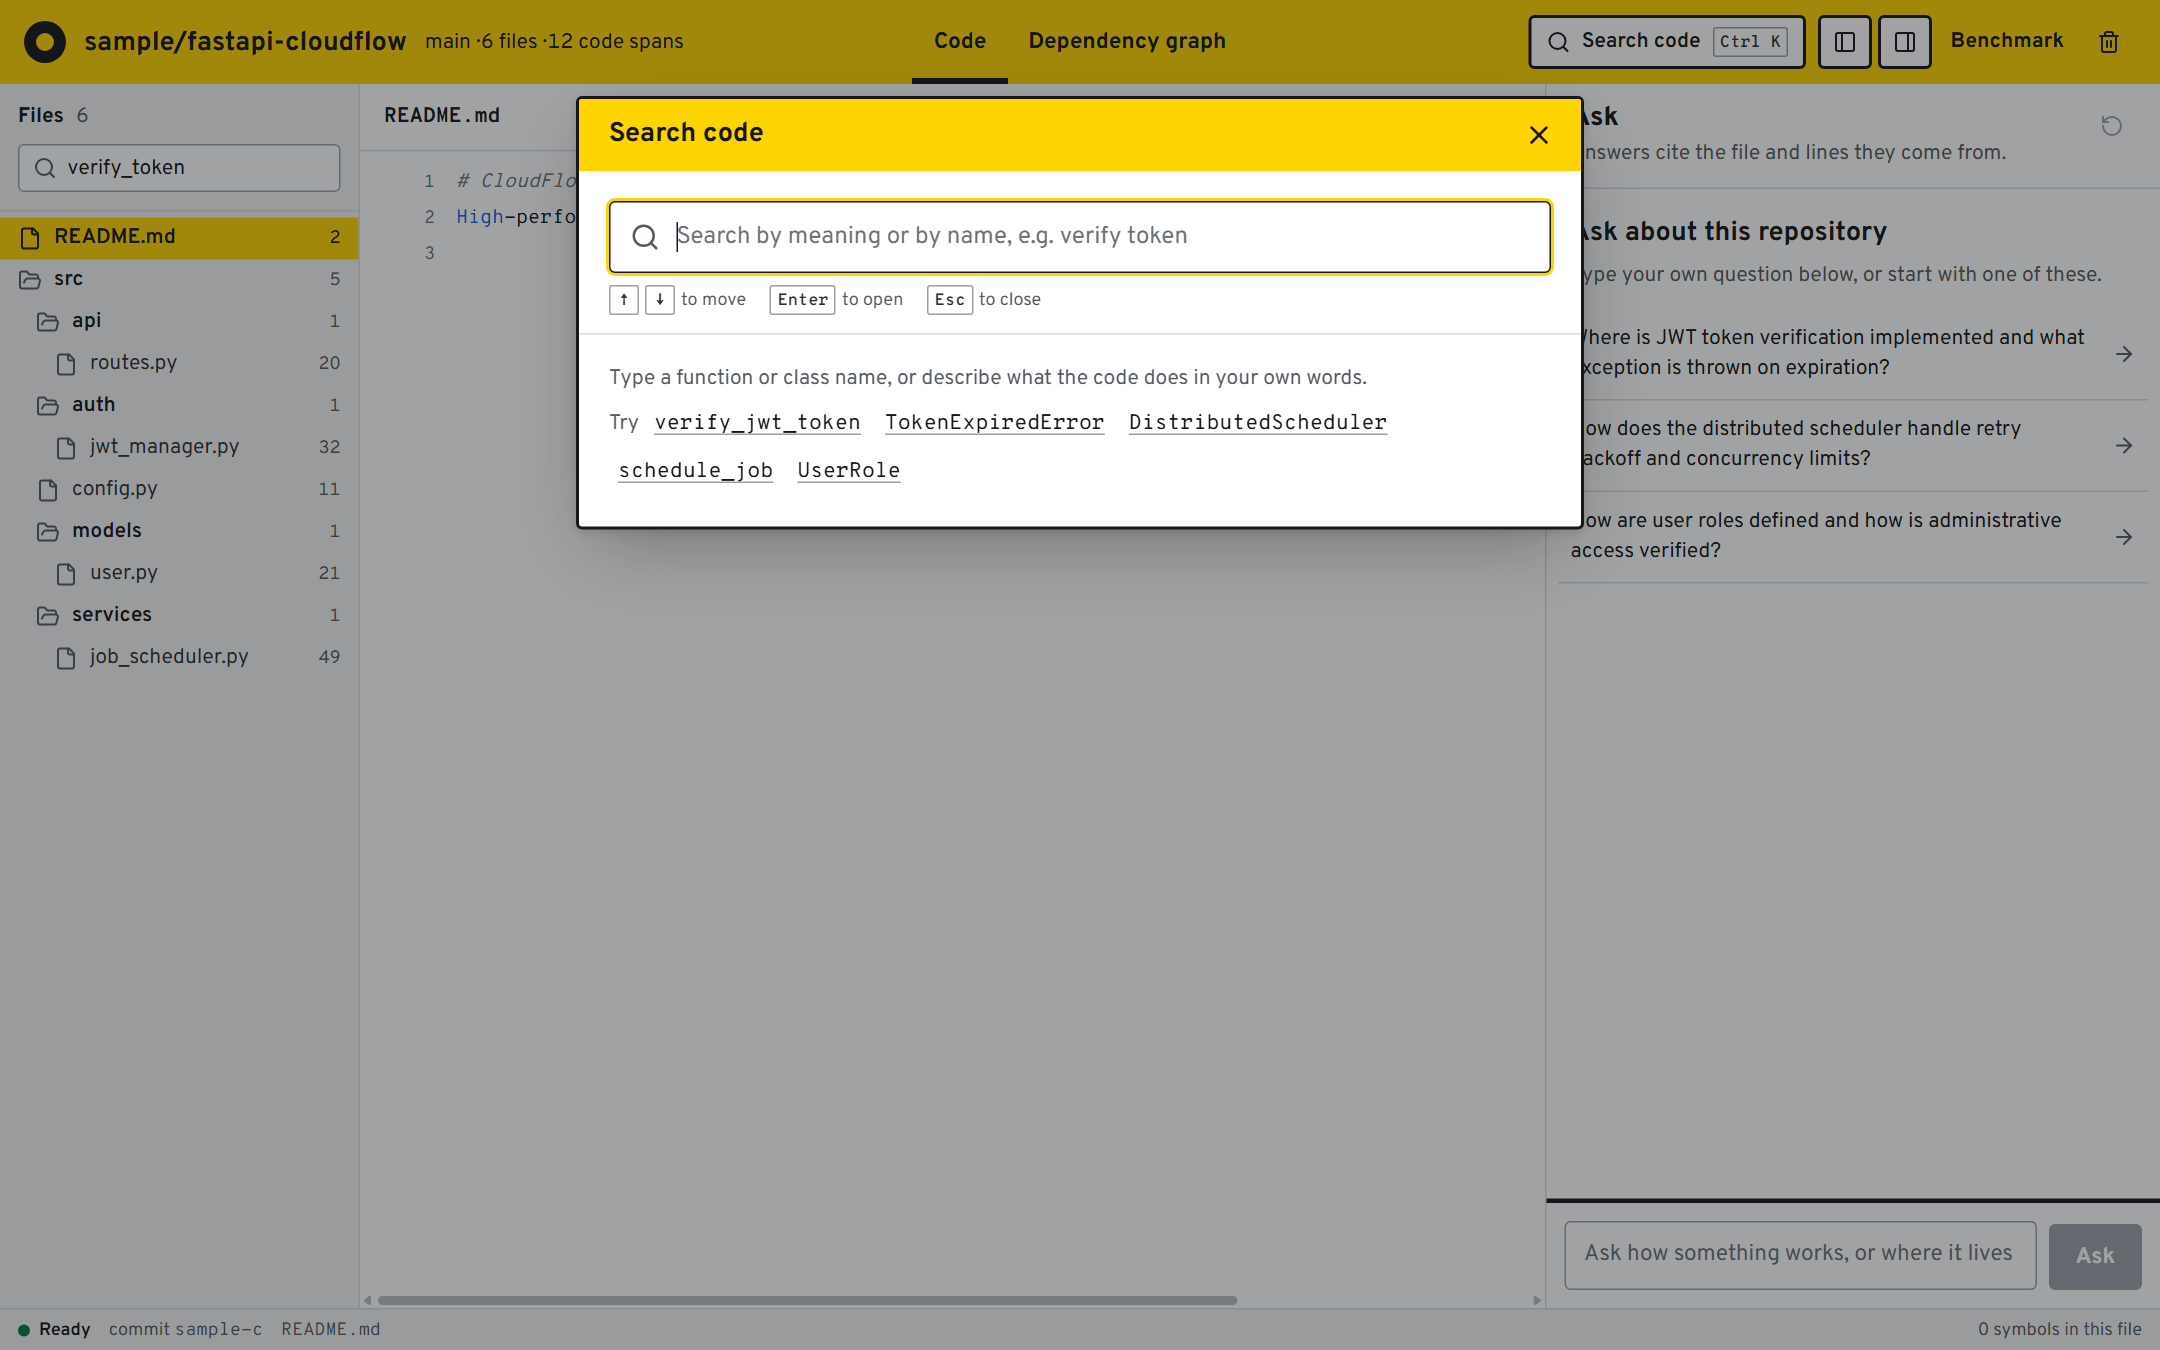 sample/fastapi-cloudflow main ·6 files ·12 code spans Code Dependency graph Search code Ctrl K Benchmark
Files 6
verify_token
README.md 2
src 5
api 1
routes.py 20
auth 1
jwt_manager.py 32
config.py 11
models 1
user.py 21
services 1
job_scheduler.py 49
README.md
1 # CloudFlo
2 High-perfo
3
Search code
Search by meaning or by name, e.g. verify token
↑ ↓ to move Enter to open Esc to close
Type a function or class name, or describe what the code does in your own words.
Try verify_jwt_token TokenExpiredError DistributedScheduler
schedule_job UserRole
Ask
nswers cite the file and lines they come from.
Ask about this repository
ype your own question below, or start with one of these.
here is JWT token verification implemented and what
xception is thrown on expiration?
ow does the distributed scheduler handle retry
ackoff and concurrency limits?
ow are user roles defined and how is administrative
access verified?
Ask how something works, or where it lives Ask
Ready commit sample-c README.md 0 symbols in this file